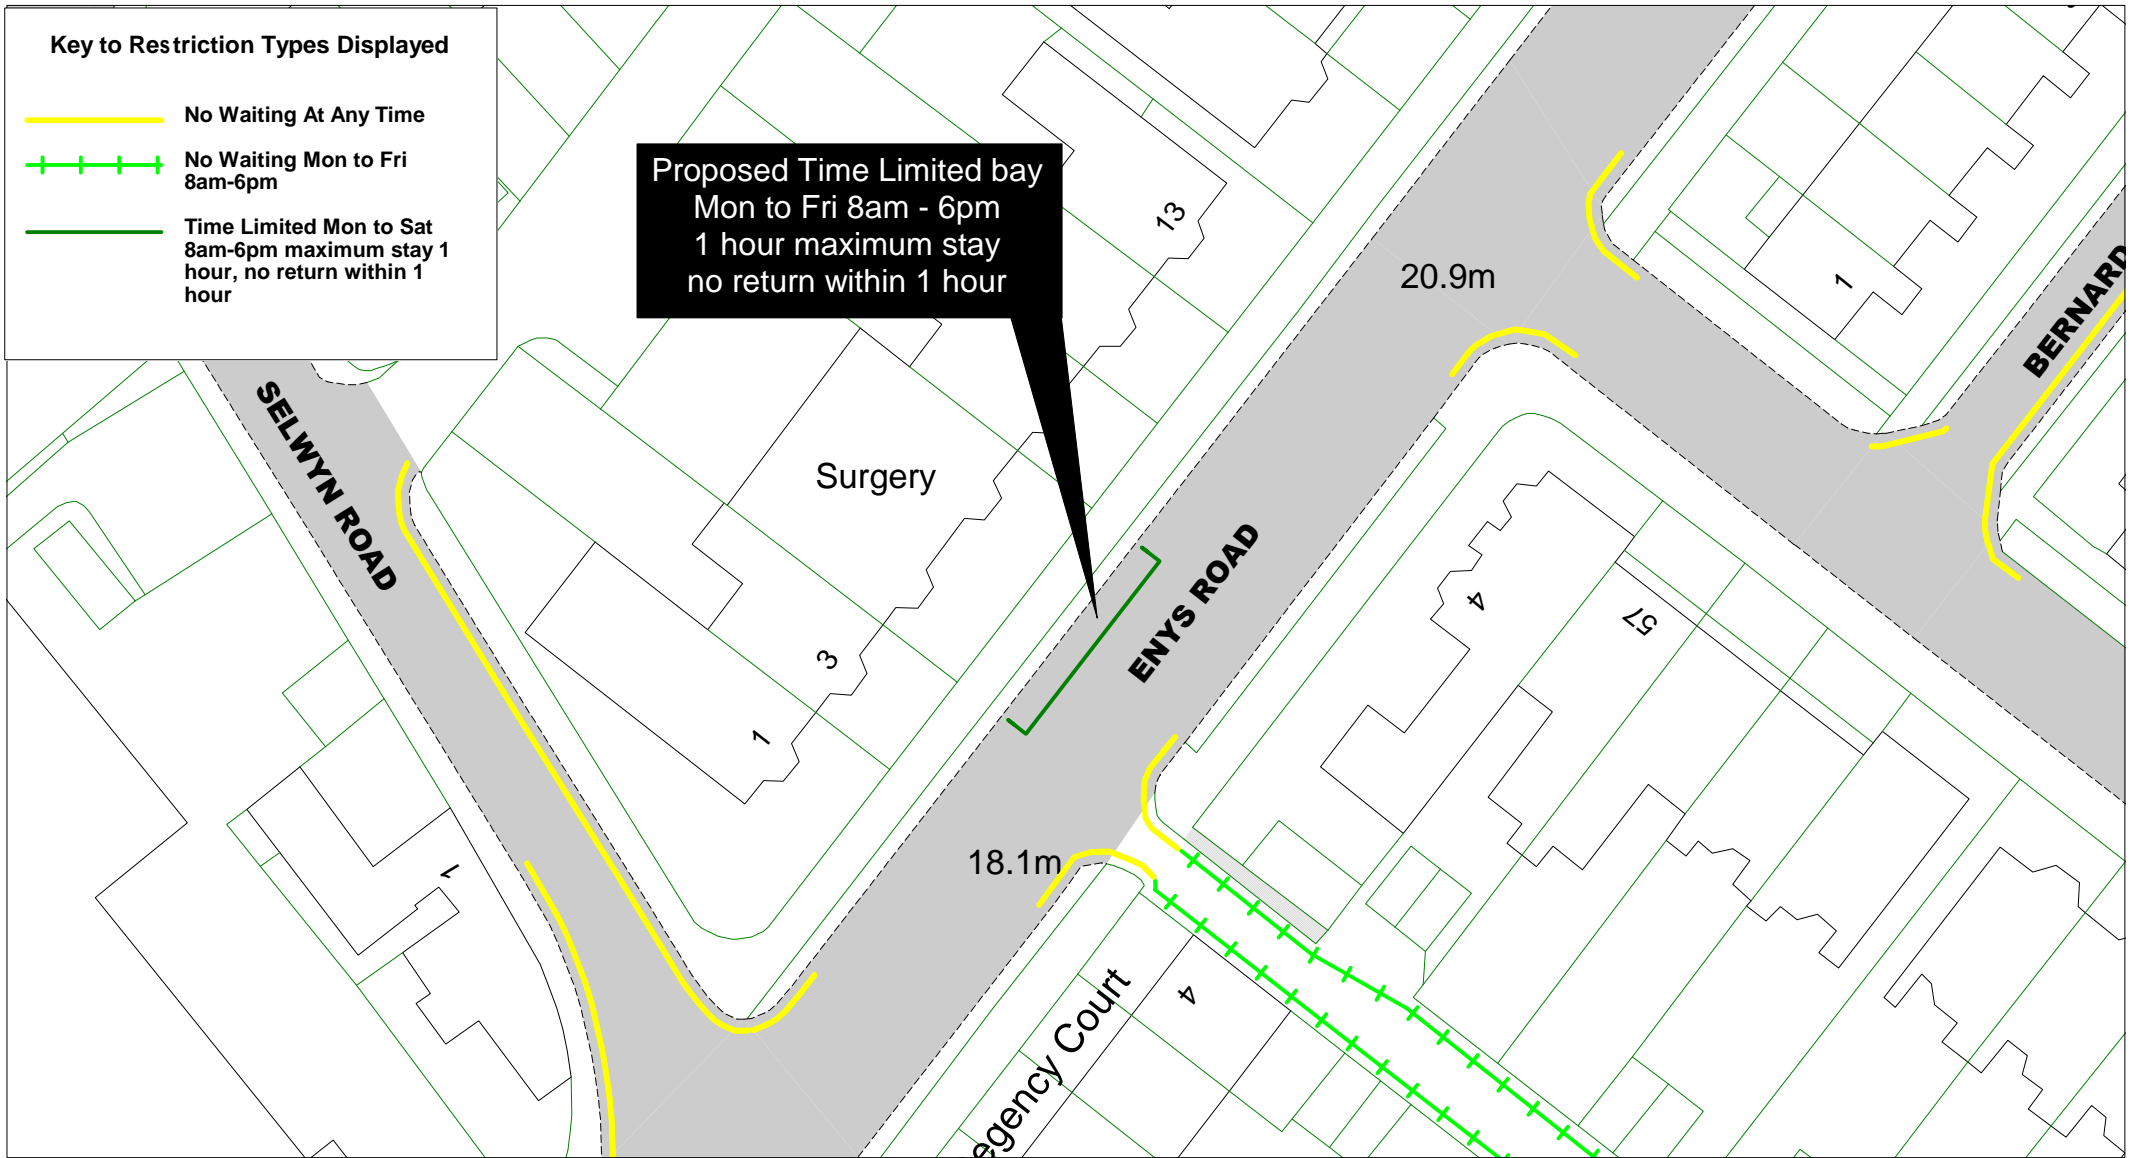 Key to Restriction Types Displayed
No Waiting At Any Time
No Waiting Mon to Fri
8am-6pm
Time Limited Mon to Sat
8am-6pm maximum stay 1
hour, no return within 1
hour
Proposed Time Limited bay
Mon to Fri 8am - 6pm
1 hour maximum stay
no return within 1 hour
13
20.9m
1
BERNARD
SELWYN ROAD
Surgery
ENYS ROAD
4
57
3
1
18.1m
1
4
egency Court